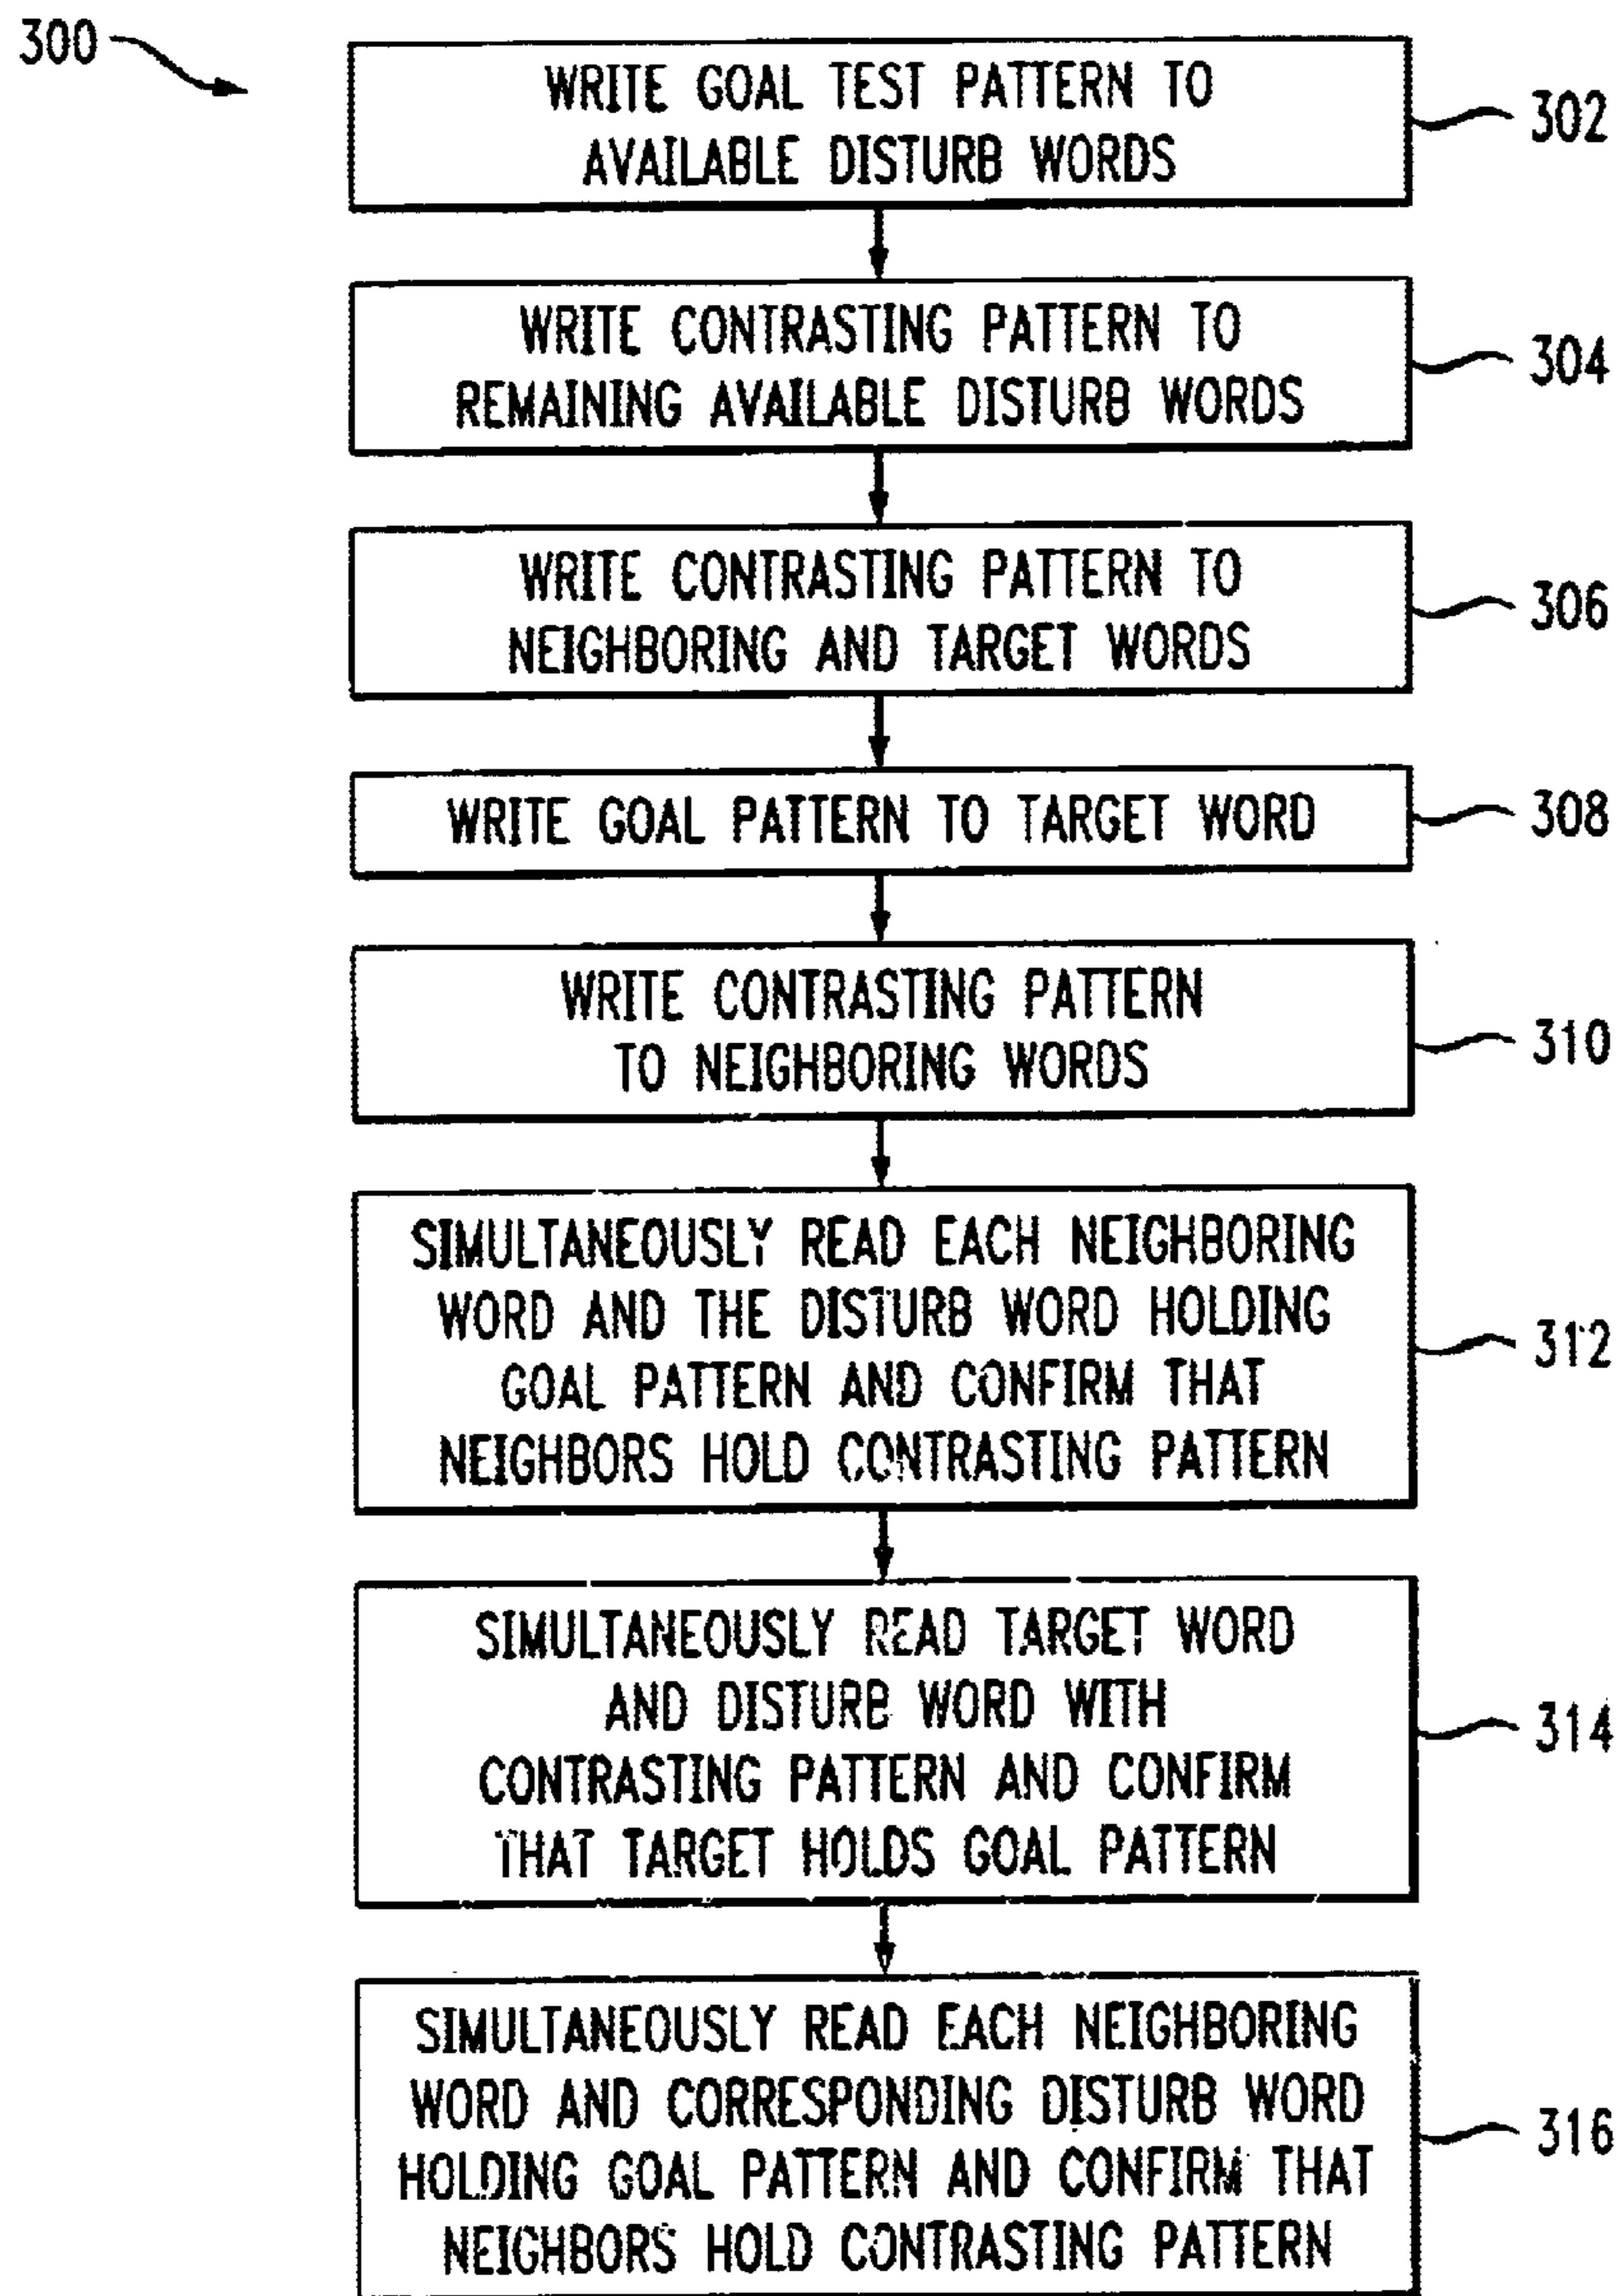 300
WRITE GOAL TEST PATTERN TO
AVAILABLE DISTURB WORDS
302
WRITE CONTRASTING PATTERN TO
REMAINING AVAILABLE DISTURB WORDS
304
WRITE CONTRASTING PATTERN TO
NEIGHBORING AND TARGET WORDS
306
WRITE GOAL PATTERN TO TARGET WORD
308
WRITE CONTRASTING PATTERN
TO NEIGHBORING WORDS
310
SIMULTANEOUSLY READ EACH NEIGHBORING
WORD AND THE DISTURB WORD HOLDING
GOAL PATTERN AND CONFIRM THAT
NEIGHBORS HOLD CONTRASTING PATTERN
312
SIMULTANEOUSLY READ TARGET WORD
AND DISTURB WORD WITH
CONTRASTING PATTERN AND CONFIRM
THAT TARGET HOLDS GOAL PATTERN
314
SIMULTANEOUSLY READ EACH NEIGHBORING
WORD AND CORRESPONDING DISTURB WORD
HOLDING GOAL PATTERN AND CONFIRM THAT
NEIGHBORS HOLD CONTRASTING PATTERN
316